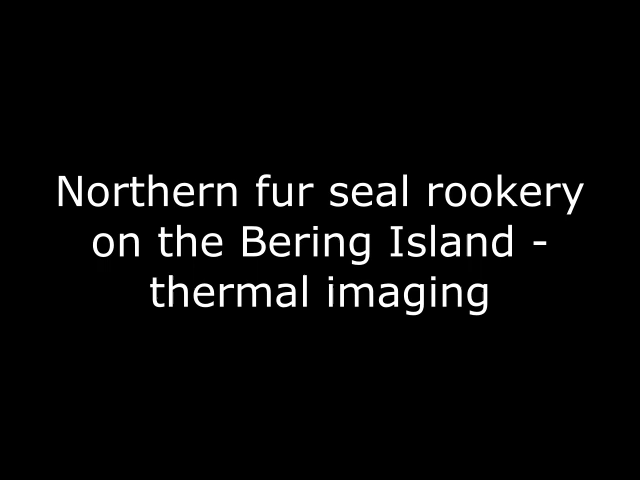 Northern fur seal rookery
on the Bering Island -
thermal imaging